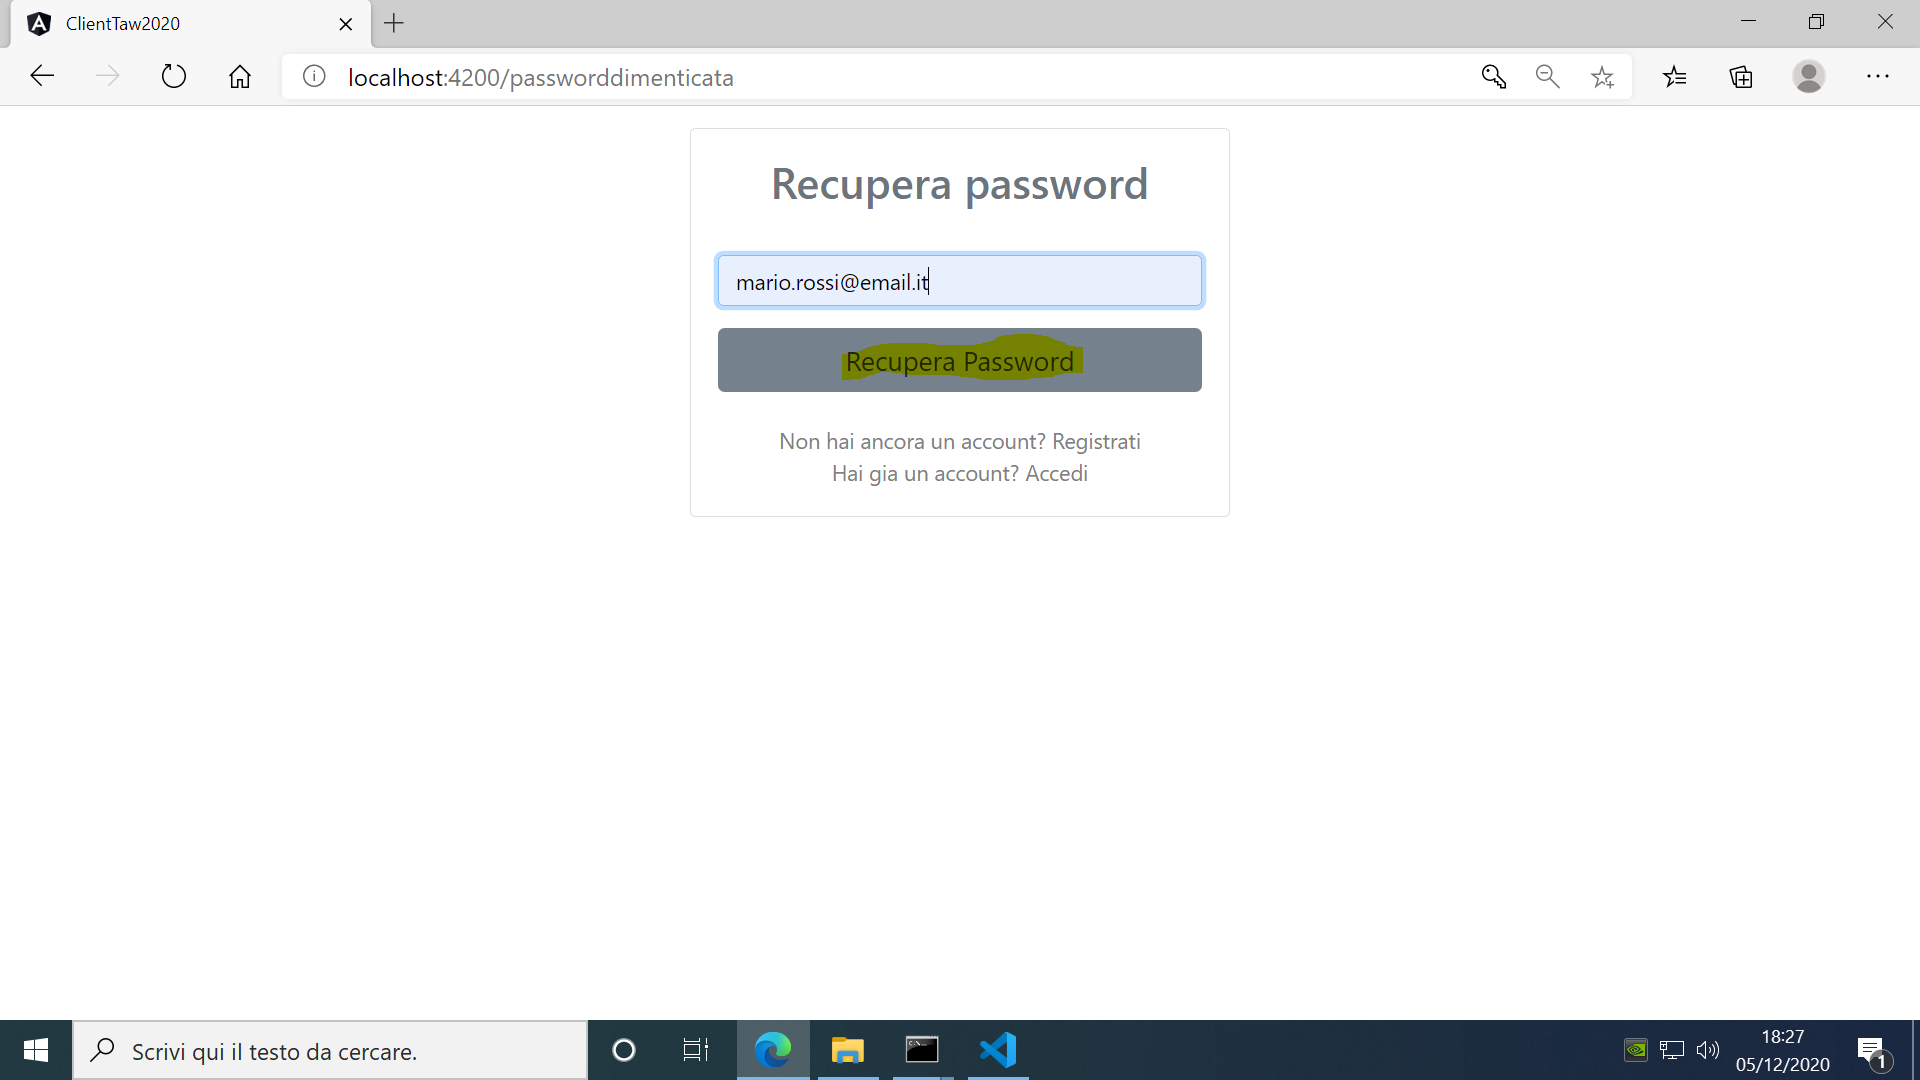 ClientTaw2020
localhost:4200/passworddimenticata
Recupera password
mario.rossi@email.it
Recupera Password
Non hai ancora un account? Registrati
Hai gia un account? Accedi
Scrivi qui il testo da cercare.
18:27
05/12/2020
1